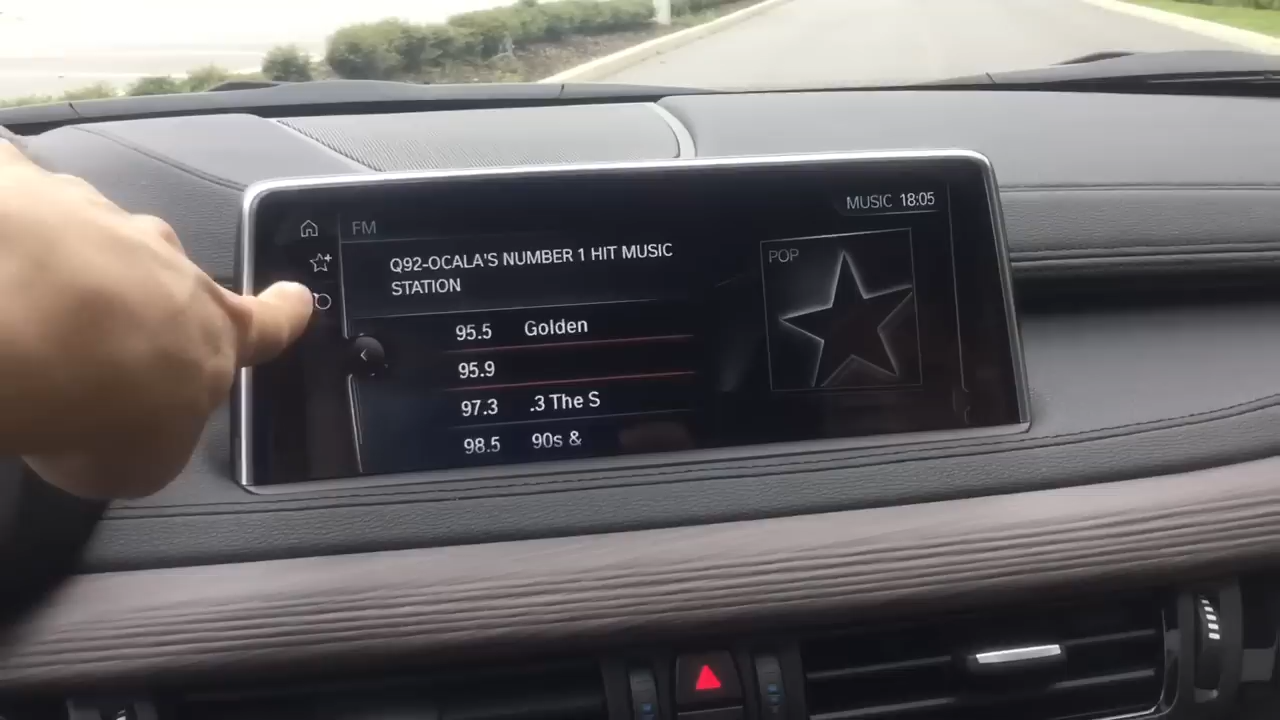 FM
MUSIC 18:05
Q92-OCALA'S NUMBER 1 HIT MUSIC
STATION
POP
95.5 Golden
95.9
97.3 .3 The S
98.5 90s &